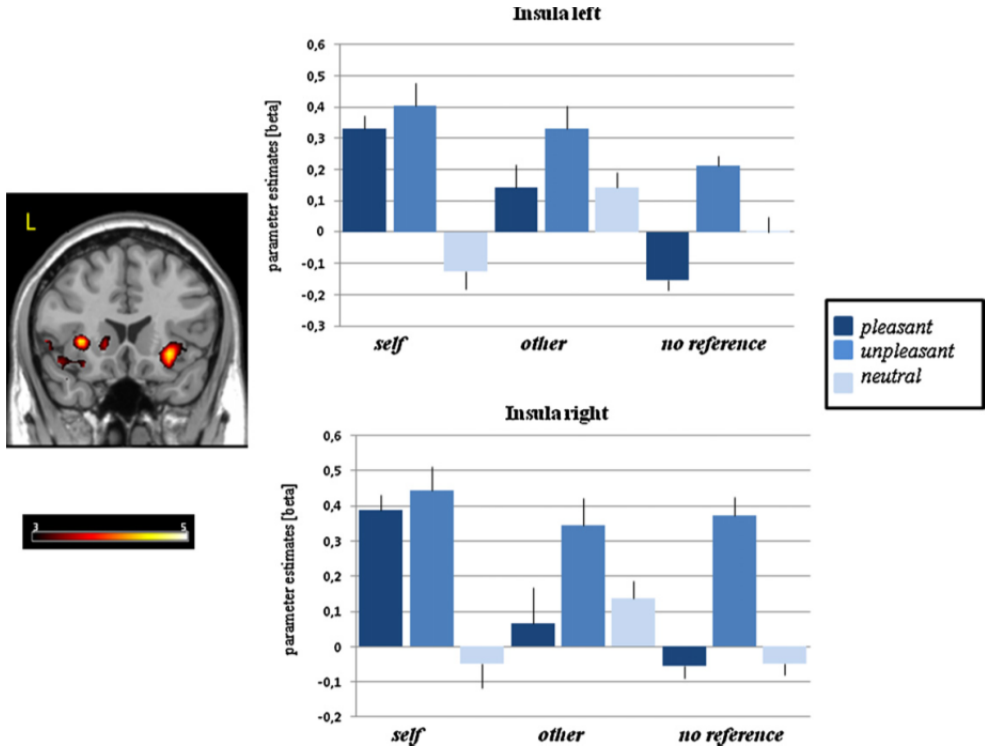 Insula left
parameter estimates [beta]
0,6
0,5
0,4
0,3
0,2
0,1
0
-0,1
-0,2
-0,3
self other no reference
L
3 5
pleasant
unpleasant
neutral
Insula right
parameter estimates [beta]
0,6
0,5
0,4
0,3
0,2
0,1
0
-0,1
-0,2
self other no reference